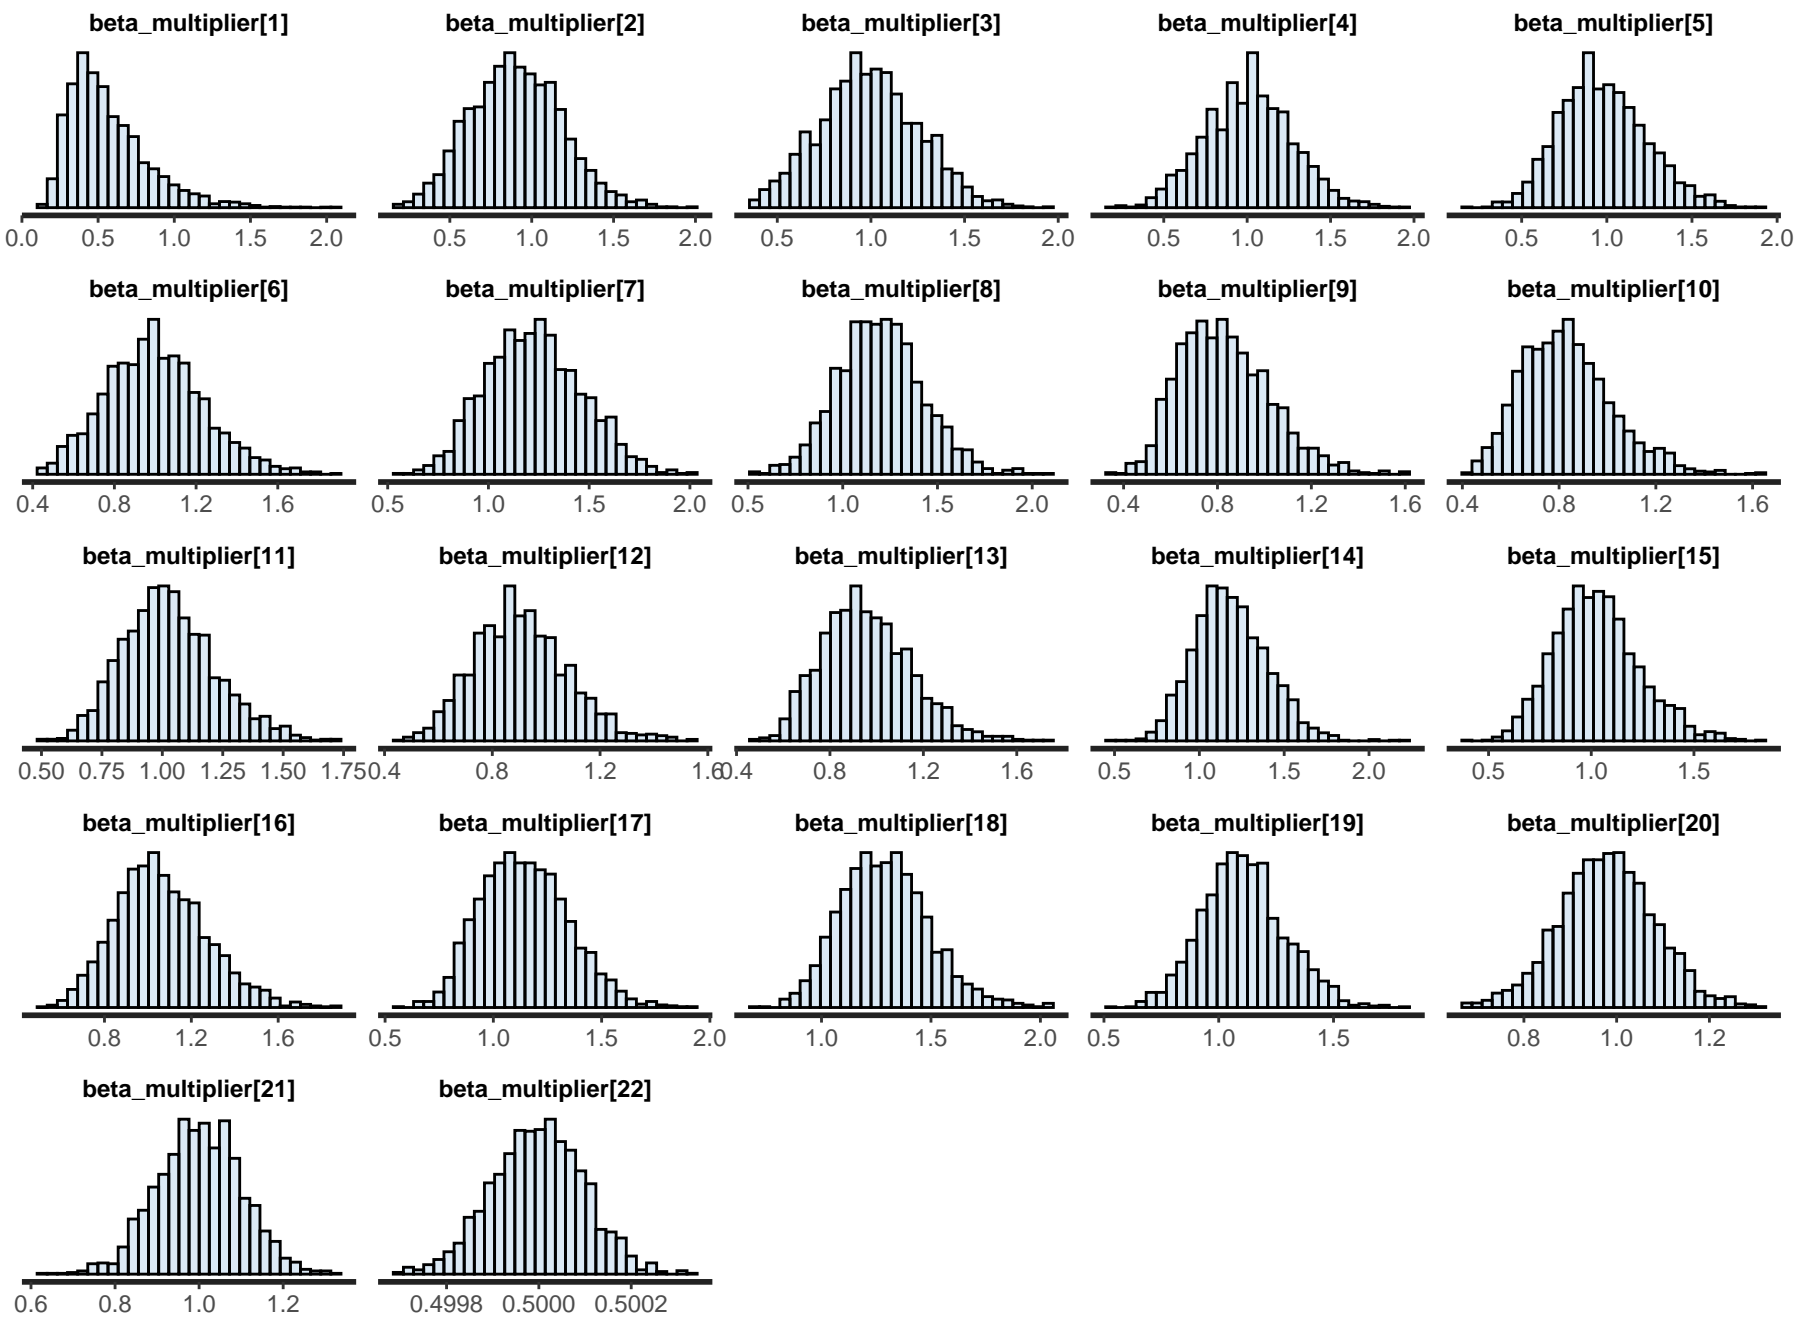 beta_multiplier[1] beta_multiplier[2] beta_multiplier[3] beta_multiplier[4] beta_multiplier[5]
0.0 0.5 1.0 1.5 2.0 0.5 1.0 1.5 2.0 0.5 1.0 1.5 2.0 0.5 1.0 1.5 2.0 0.5 1.0 1.5 2.0
beta_multiplier[6] beta_multiplier[7] beta_multiplier[8] beta_multiplier[9] beta_multiplier[10]
0.4 0.8 1.2 1.6 0.5 1.0 1.5 2.0 0.5 1.0 1.5 2.0 0.4 0.8 1.2 1.6 0.4 0.8 1.2 1.6
beta_multiplier[11] beta_multiplier[12] beta_multiplier[13] beta_multiplier[14] beta_multiplier[15]
0.50 0.75 1.00 1.25 1.50 1.75 0.4 0.8 1.2 1.6 0.4 0.8 1.2 1.6 0.5 1.0 1.5 2.0 0.5 1.0 1.5
beta_multiplier[16] beta_multiplier[17] beta_multiplier[18] beta_multiplier[19] beta_multiplier[20]
0.8 1.2 1.6 0.5 1.0 1.5 2.0 1.0 1.5 2.0 0.5 1.0 1.5 0.8 1.0 1.2
beta_multiplier[21] beta_multiplier[22]
0.6 0.8 1.0 1.2 0.4998 0.5000 0.5002